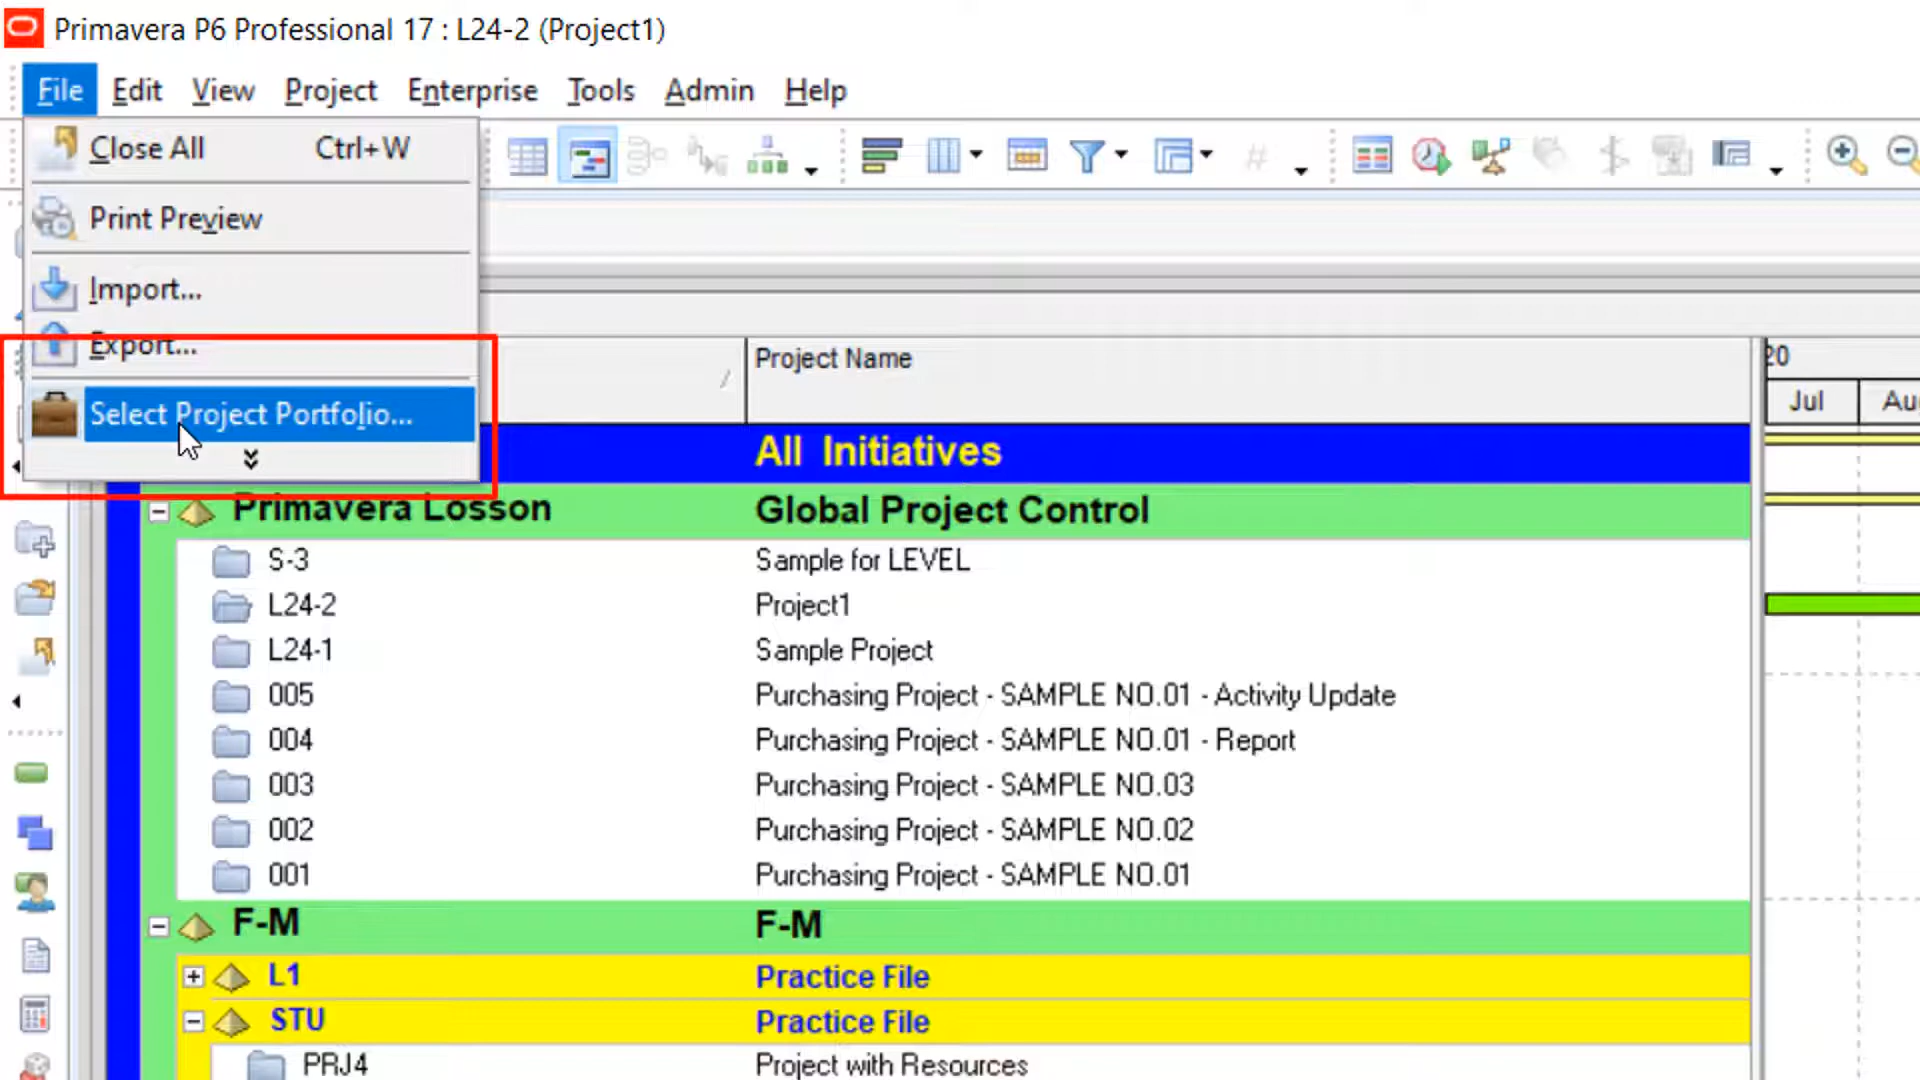 Primavera P6 Professional 17 : L24-2 (Project1)
File Edit View Project Enterprise Tools Admin Help
Close All Ctrl+W
Print Preview
Import...
Export...
Select Project Portfolio...
Project Name
20
Jul
All Initiatives
Primavera Losson Global Project Control
S-3 Sample for LEVEL
L24-2 Project1
L24-1 Sample Project
005 Purchasing Project - SAMPLE NO.01 - Activity Update
004 Purchasing Project - SAMPLE NO.01 - Report
003 Purchasing Project - SAMPLE NO.03
002 Purchasing Project - SAMPLE NO.02
001 Purchasing Project - SAMPLE NO.01
F-M F-M
L1 Practice File
STU Practice File
PRJ4 Project with Resources